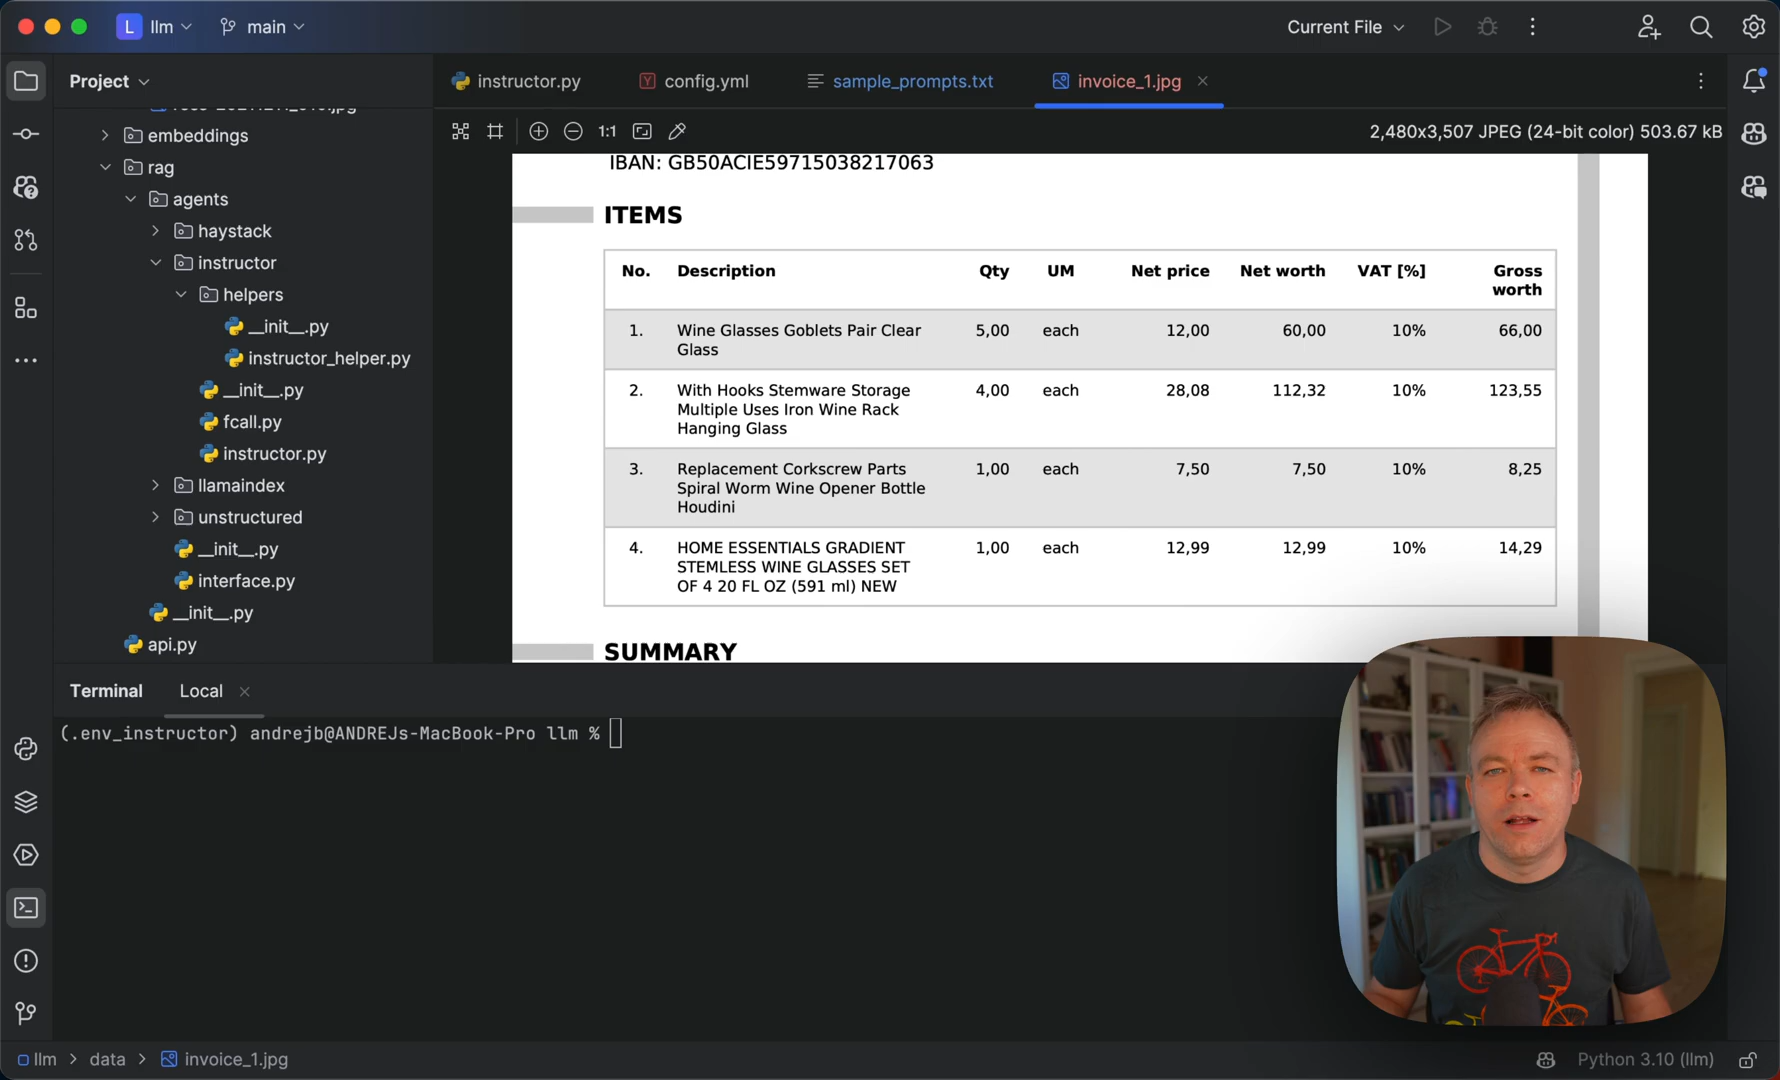 L llm main Current File
Project instructor.py config.yml sample_prompts.txt invoice_1.jpg
1:1 2,480x3,507 JPEG (24-bit color) 503.67 kB
embeddings
rag
agents
haystack
instructor
helpers
__init__.py
instructor_helper.py
__init__.py
fcall.py
instructor.py
llamaindex
unstructured
__init__.py
interface.py
__init__.py
api.py
IBAN: GB50ACIE59715038217063
ITEMS
No. Description Qty UM Net price Net worth VAT [%] Gross
worth
1. Wine Glasses Goblets Pair Clear 5,00 each 12,00 60,00 10% 66,00
Glass
2. With Hooks Stemware Storage 4,00 each 28,08 112,32 10% 123,55
Multiple Uses Iron Wine Rack
Hanging Glass
3. Replacement Corkscrew Parts 1,00 each 7,50 7,50 10% 8,25
Spiral Worm Wine Opener Bottle
Houdini
4. HOME ESSENTIALS GRADIENT 1,00 each 12,99 12,99 10% 14,29
STEMLESS WINE GLASSES SET
OF 4 20 FL OZ (591 ml) NEW
SUMMARY
Terminal Local
(.env_instructor) andrejb@ANDREJs-MacBook-Pro llm %
llm > data > invoice_1.jpg Python 3.10 (llm)